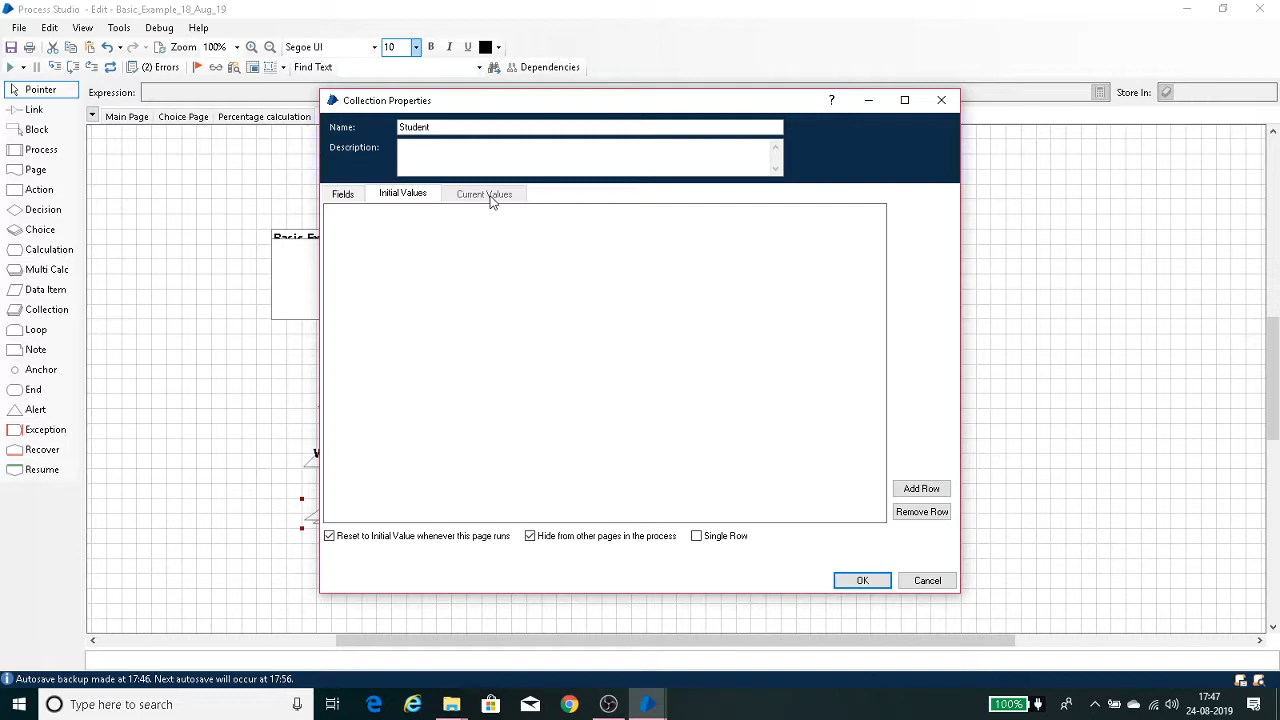 Process Studio - Edit - Basic_Example_18_Aug_19
File Edit View Tools Debug Help
Zoom 100% Segoe UI 10 B I U
(2) Errors Find Text Dependencies
Pointer Expression: Store In:
Link Main Page Choice Page Percentage calculation
Block
Process
Page
Action
Decision
Choice
Calculation
Multi Calc
Data Item
Collection
Loop
Note
Anchor
End
Alert
Exception
Recover
Resume
Collection Properties ?
Name: Student
Description:
Fields Initial Values Current Values
Add Row
Remove Row
Reset to Initial Value whenever this page runs Hide from other pages in the process Single Row
OK Cancel
Autosave backup made at 17:46. Next autosave will occur at 17:56.
Type here to search 100% 17:47
24-08-2019